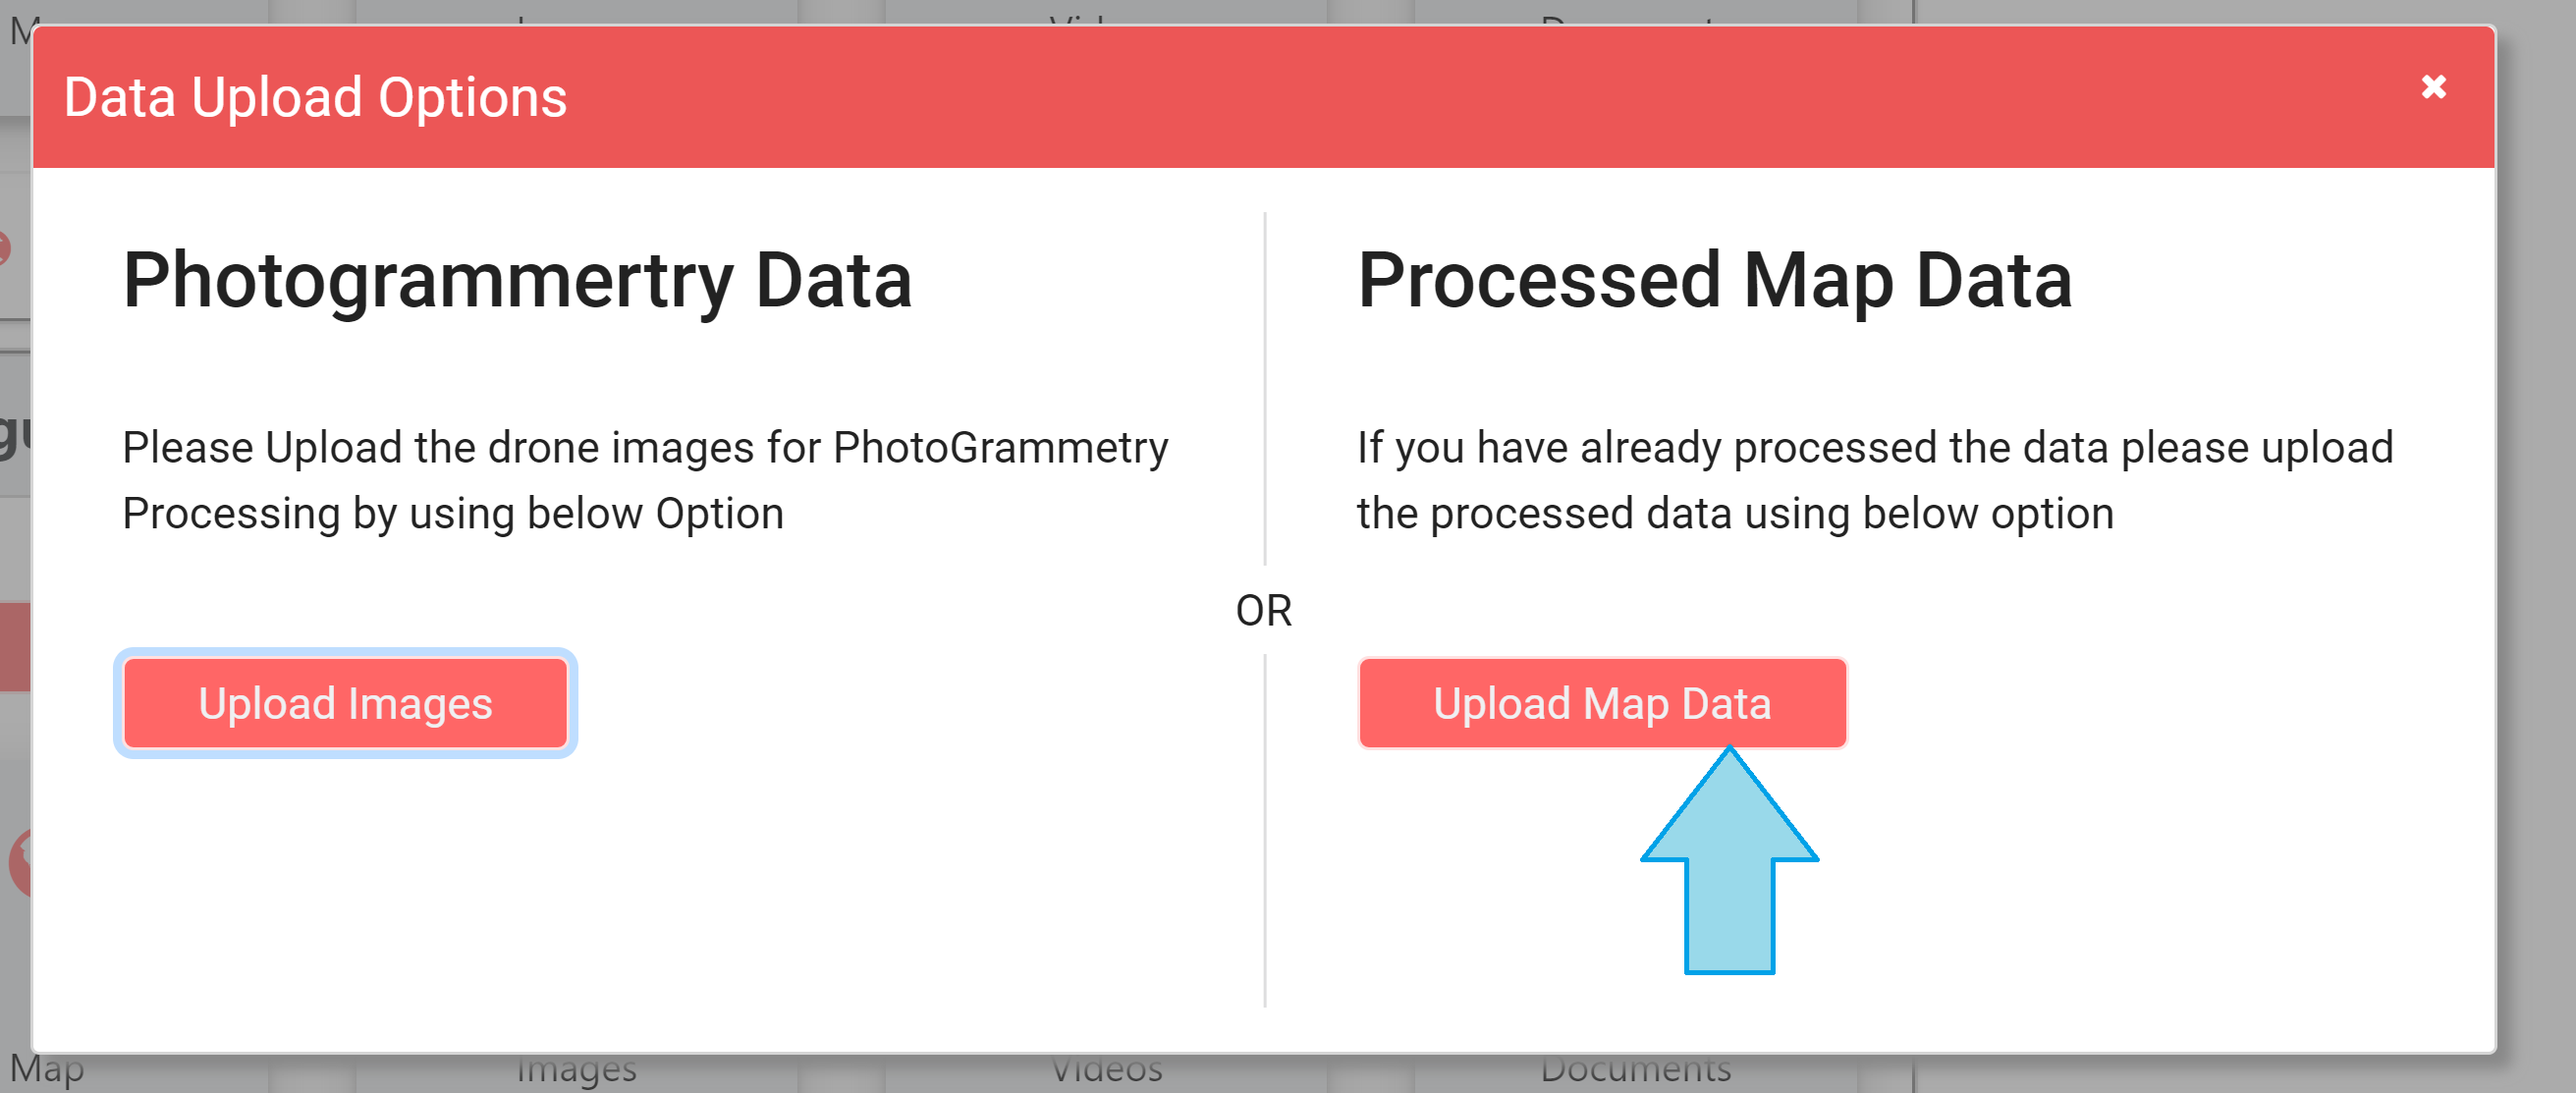 Data Upload Options
Photogrammertry Data
Please Upload the drone images for PhotoGrammetry
Processing by using below Option
Upload Images
OR
Processed Map Data
If you have already processed the data please upload
the processed data using below option
Upload Map Data
Map
Images
Videos
Documents